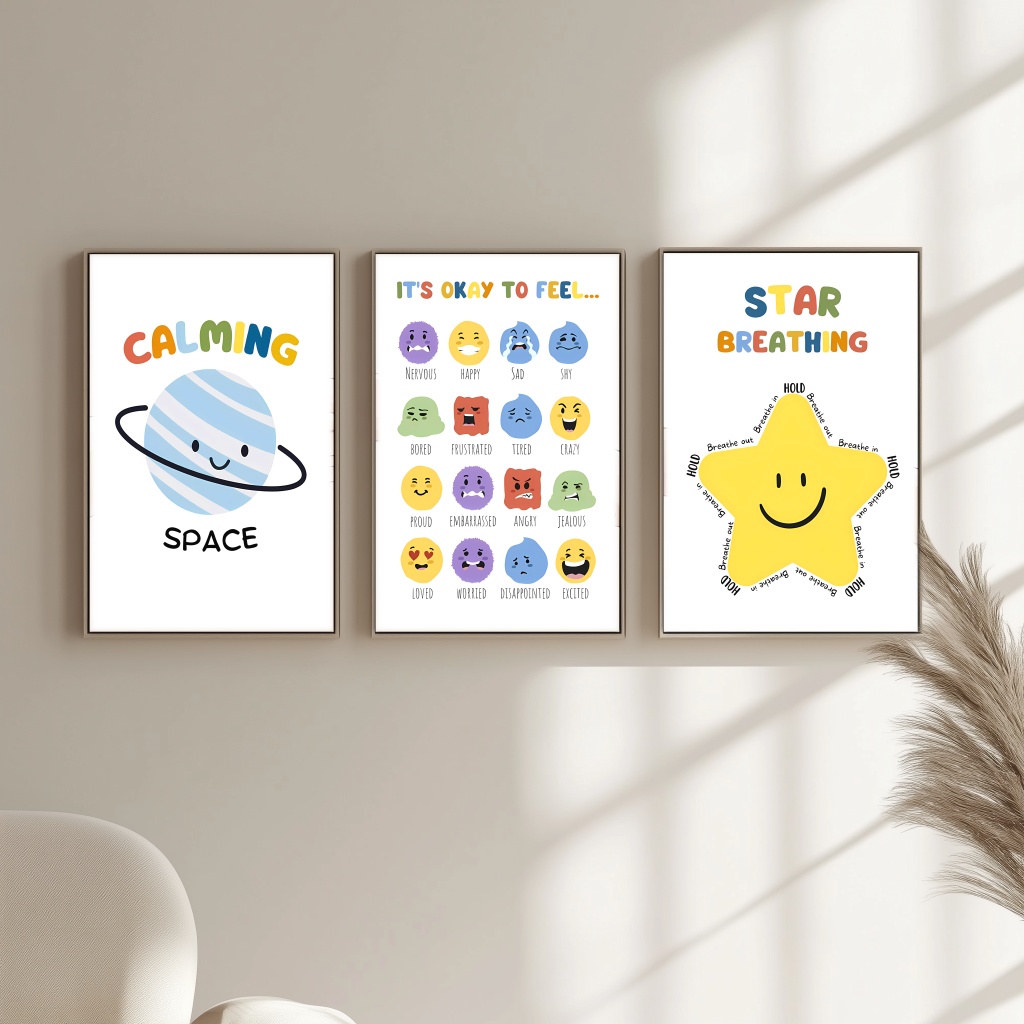 CALMING
SPACE
IT'S OKAY TO FEEL...
NERVOUS HAPPY SAD SHY
BORED FRUSTRATED TIRED CRAZY
PROUD EMBARRASSED ANGRY JEALOUS
LOVED WORRIED DISAPPOINTED EXCITED
STAR
BREATHING
HOLD
Breathe out
Breathe in
HOLD
Breathe out
Breathe in
HOLD
Breathe out
Breathe in
HOLD
Breathe out
Breathe in
HOLD
Breathe out
Breathe in